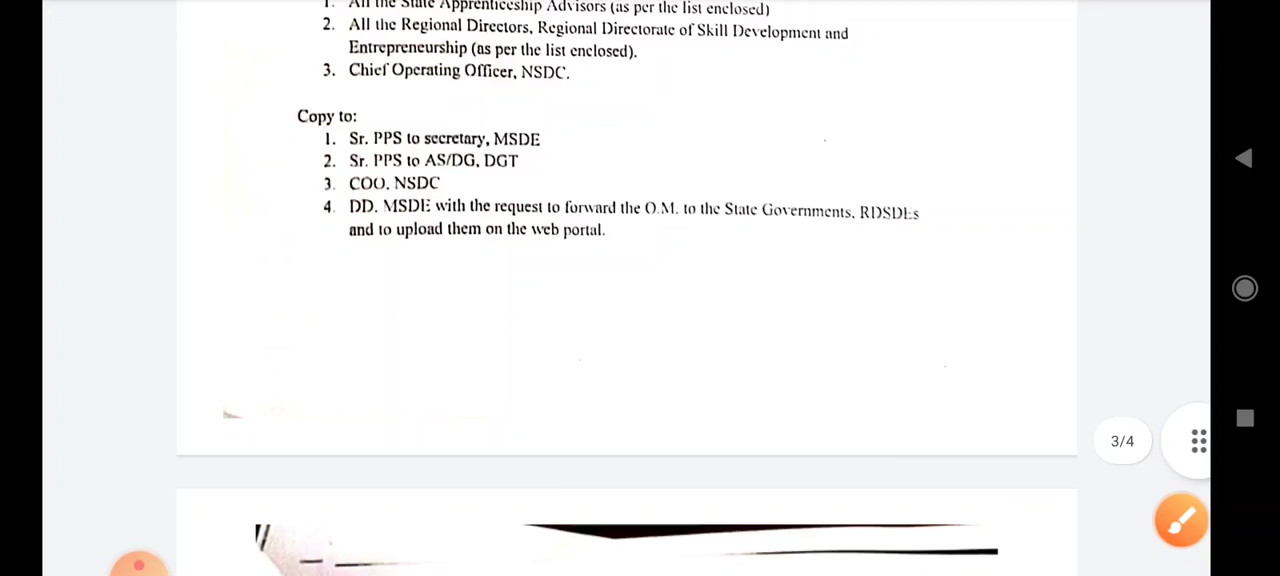 1. All the State Apprenticeship Advisors (as per the list enclosed)
2. All the Regional Directors, Regional Directorate of Skill Development and
Entrepreneurship (as per the list enclosed).
3. Chief Operating Officer, NSDC.
Copy to:
1. Sr. PPS to secretary, MSDE
2. Sr. PPS to AS/DG, DGT
3. COO, NSDC
4. DD, MSDE with the request to forward the O.M. to the State Governments, RDSDEs
and to upload them on the web portal.
3/4